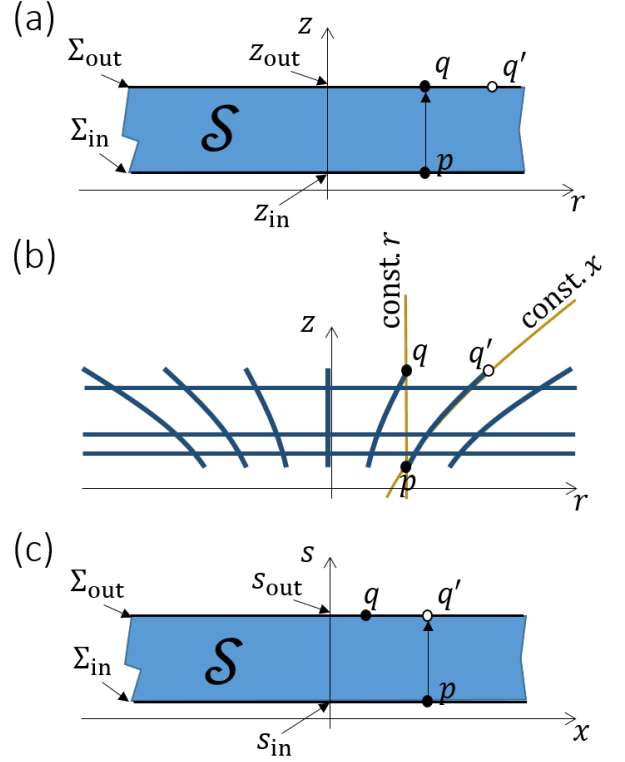 (a)
z
Σout
zout
q
q′
Σin
𝒮
p
zin
r
(b)
const. r
const. x
z
q
q′
p
r
(c)
s
Σout
sout
q
q′
Σin
𝒮
p
sin
x